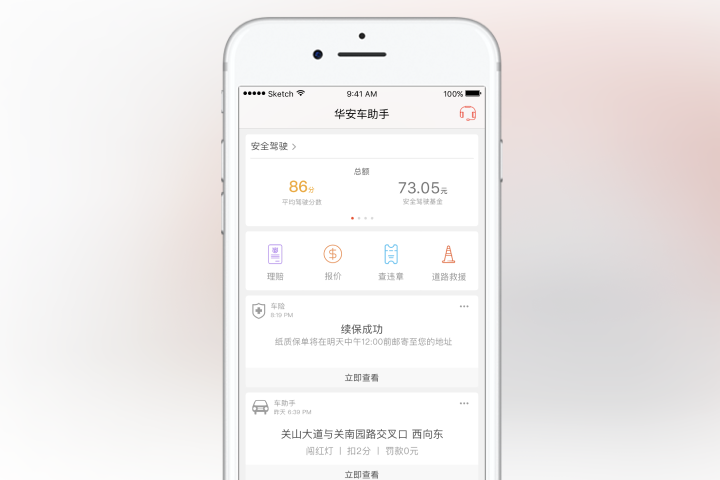 ●●●●● Sketch 9:41 AM 100%
华安车助手
安全驾驶 >
总额
86分 73.05元
平均驾驶分数 安全驾驶基金
理赔 报价 查违章 道路救援
车险
8:19 PM
续保成功
纸质保单将在明天中午12:00前邮寄至您的地址
立即查看
车助手
昨天 6:38 PM
关山大道与关南园路交叉口 西向东
闯红灯 | 扣2分 | 罚款0元
立即查看